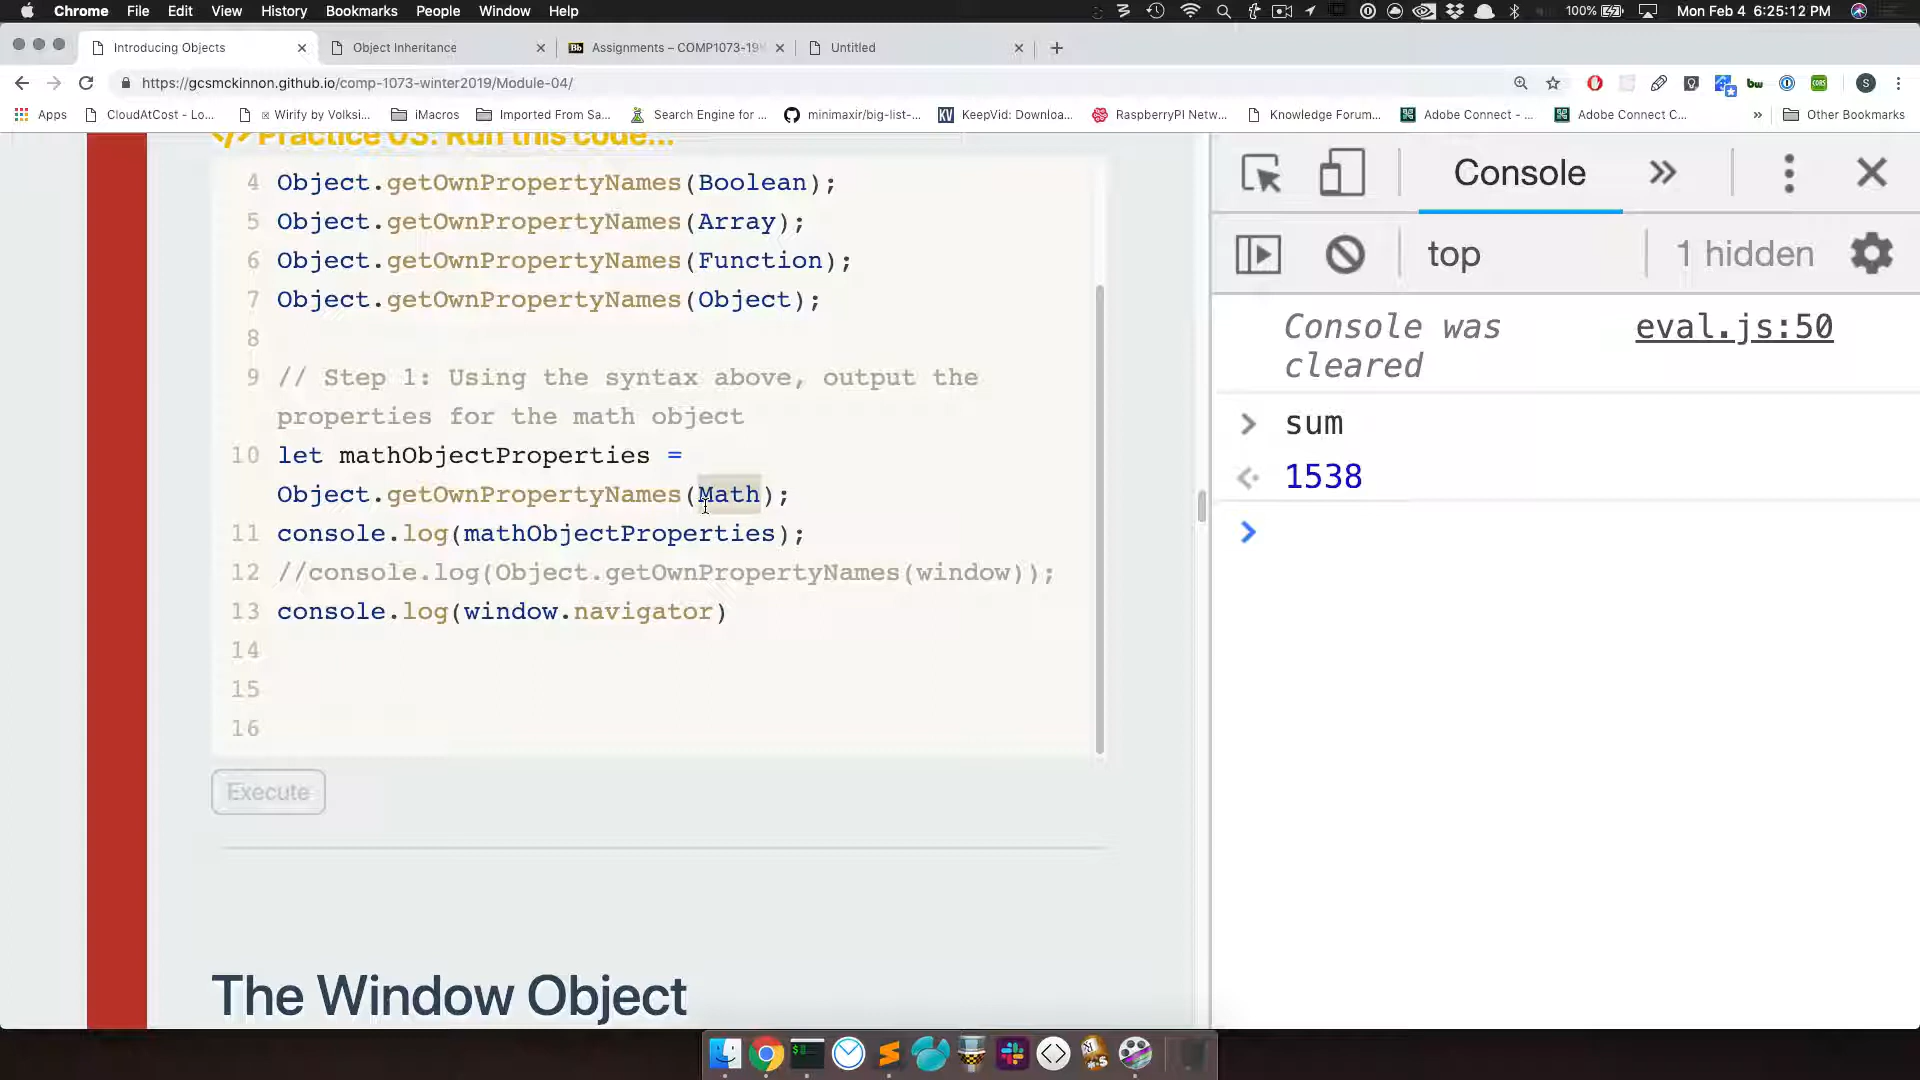 Chrome File Edit View History Bookmarks People Window Help 100% Mon Feb 4 6:25:12 PM
Introducing Objects Object Inheritance Bb Assignments – COMP1073-19 Untitled
https://gcsmckinnon.github.io/comp-1073-winter2019/Module-04/
Apps CloudAtCost - Lo... Wirify by Volksi... iMacros Imported From Sa... Search Engine for ... minimaxir/big-list-... KeepVid: Downloa... RaspberryPI Netw... Knowledge Forum... Adobe Connect - ... Adobe Connect C... » Other Bookmarks
</> Practice 03: Run this code...
4 Object.getOwnPropertyNames(Boolean);
5 Object.getOwnPropertyNames(Array);
6 Object.getOwnPropertyNames(Function);
7 Object.getOwnPropertyNames(Object);
8
9 // Step 1: Using the syntax above, output the
properties for the math object
10 let mathObjectProperties =
Object.getOwnPropertyNames(Math);
11 console.log(mathObjectProperties);
12 //console.log(Object.getOwnPropertyNames(window));
13 console.log(window.navigator)
14
15
16
Execute
The Window Object
Console
top 1 hidden
Console was eval.js:50
cleared
sum
1538